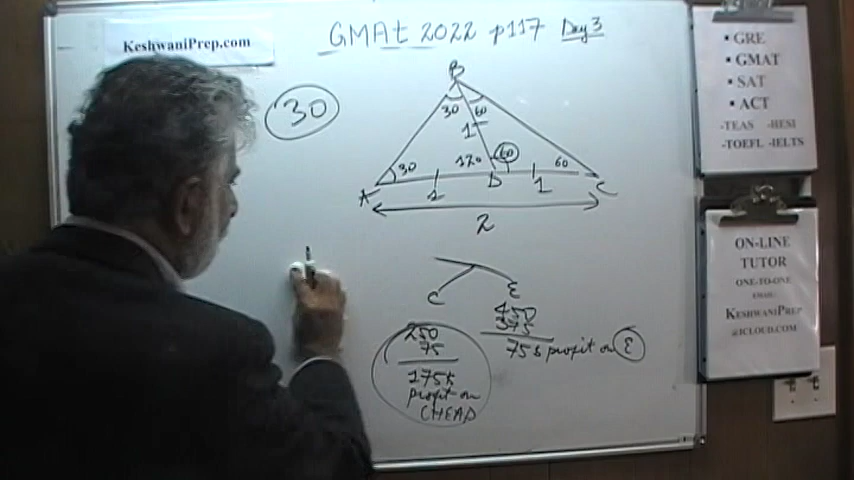 KeshwaniPrep.com
GMAt 2022 p117 Day 3
30
B
30 60
1
30 120 60 60
A 1 D 1 C
2
C E
250
75
175$
profit on
CHEAP
450
375
75$ profit on E
• GRE
• GMAT
• SAT
• ACT
-TEAS -HESI
-TOEFL -IELTS
ON-LINE
TUTOR
ONE-TO-ONE
EMAIL:
KESHWANIPREP
@ICLOUD.COM